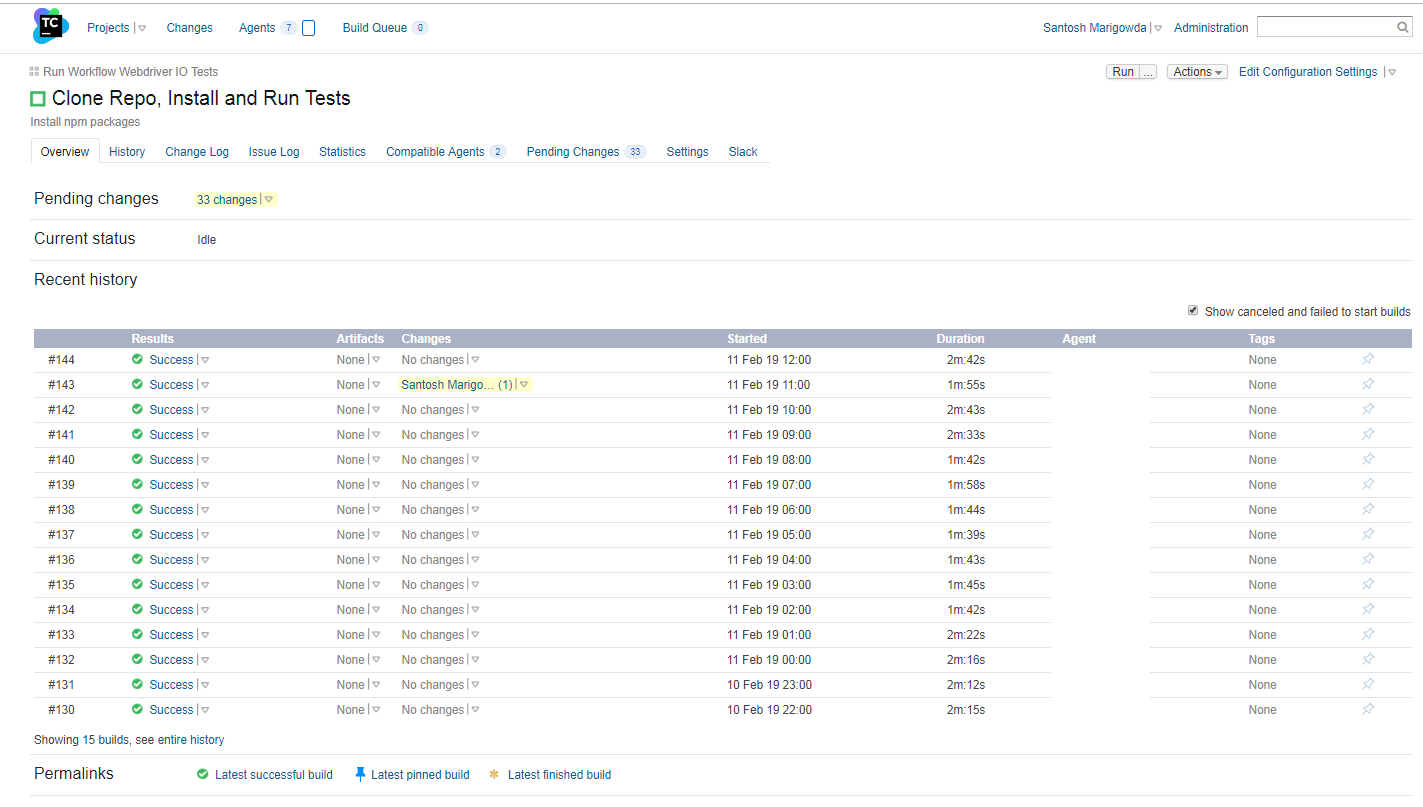 TC
Projects
Changes
Agents 7
Build Queue 0
Santosh Marigowda
Administration
Run Workflow Webdriver IO Tests
Run ...
Actions
Edit Configuration Settings
Clone Repo, Install and Run Tests
Install npm packages
Overview History Change Log Issue Log Statistics Compatible Agents 2 Pending Changes 33 Settings Slack
Pending changes 33 changes
Current status Idle
Recent history
Show canceled and failed to start builds
Results Artifacts Changes Started Duration Agent Tags
#144 Success None No changes 11 Feb 19 12:00 2m:42s None
#143 Success None Santosh Marigo... (1) 11 Feb 19 11:00 1m:55s None
#142 Success None No changes 11 Feb 19 10:00 2m:43s None
#141 Success None No changes 11 Feb 19 09:00 2m:33s None
#140 Success None No changes 11 Feb 19 08:00 1m:42s None
#139 Success None No changes 11 Feb 19 07:00 1m:58s None
#138 Success None No changes 11 Feb 19 06:00 1m:44s None
#137 Success None No changes 11 Feb 19 05:00 1m:39s None
#136 Success None No changes 11 Feb 19 04:00 1m:43s None
#135 Success None No changes 11 Feb 19 03:00 1m:45s None
#134 Success None No changes 11 Feb 19 02:00 1m:42s None
#133 Success None No changes 11 Feb 19 01:00 2m:22s None
#132 Success None No changes 11 Feb 19 00:00 2m:16s None
#131 Success None No changes 10 Feb 19 23:00 2m:12s None
#130 Success None No changes 10 Feb 19 22:00 2m:15s None
Showing 15 builds, see entire history
Permalinks Latest successful build Latest pinned build Latest finished build